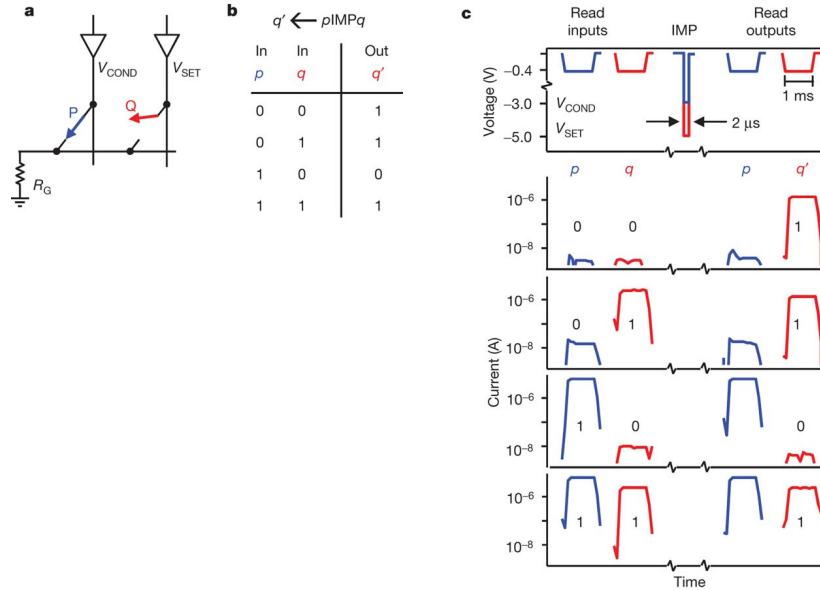 a
V_COND
V_SET
P
Q
R_G
b
q′ ← pIMPq
In In Out
p q q′
0 0 1
0 1 1
1 0 0
1 1 1
c
Read inputs IMP Read outputs
Voltage (V)
−0.4
−3.0
−5.0
V_COND
V_SET
1 ms
2 μs
p q p q′
10⁻⁶
10⁻⁸
0 0 1
10⁻⁶
10⁻⁸
0 1 1
Current (A)
10⁻⁶
10⁻⁸
1 0 0
10⁻⁶
10⁻⁸
1 1 1
Time